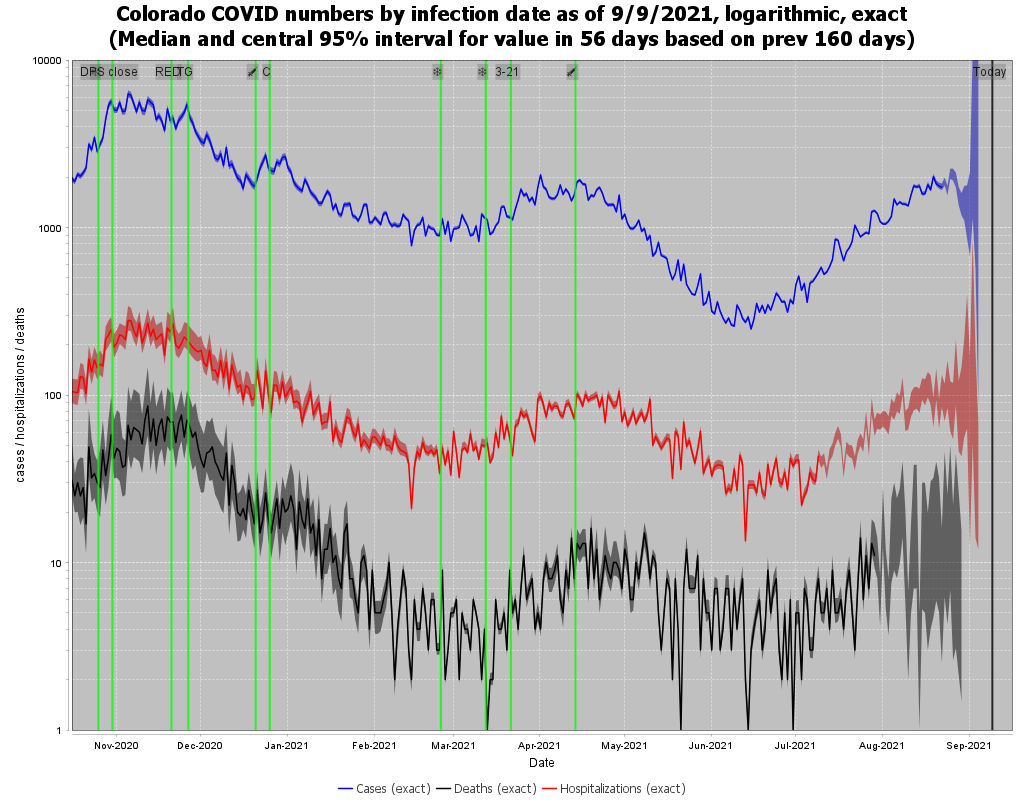 Colorado COVID numbers by infection date as of 9/9/2021, logarithmic, exact
(Median and central 95% interval for value in 56 days based on prev 160 days)
10000
1000
100
10
1
cases / hospitalizations / deaths
close
C
3-21
Today
Nov-2020 Dec-2020 Jan-2021 Feb-2021 Mar-2021 Apr-2021 May-2021 Jun-2021 Jul-2021 Aug-2021 Sep-2021
Date
Cases (exact) Deaths (exact) Hospitalizations (exact)